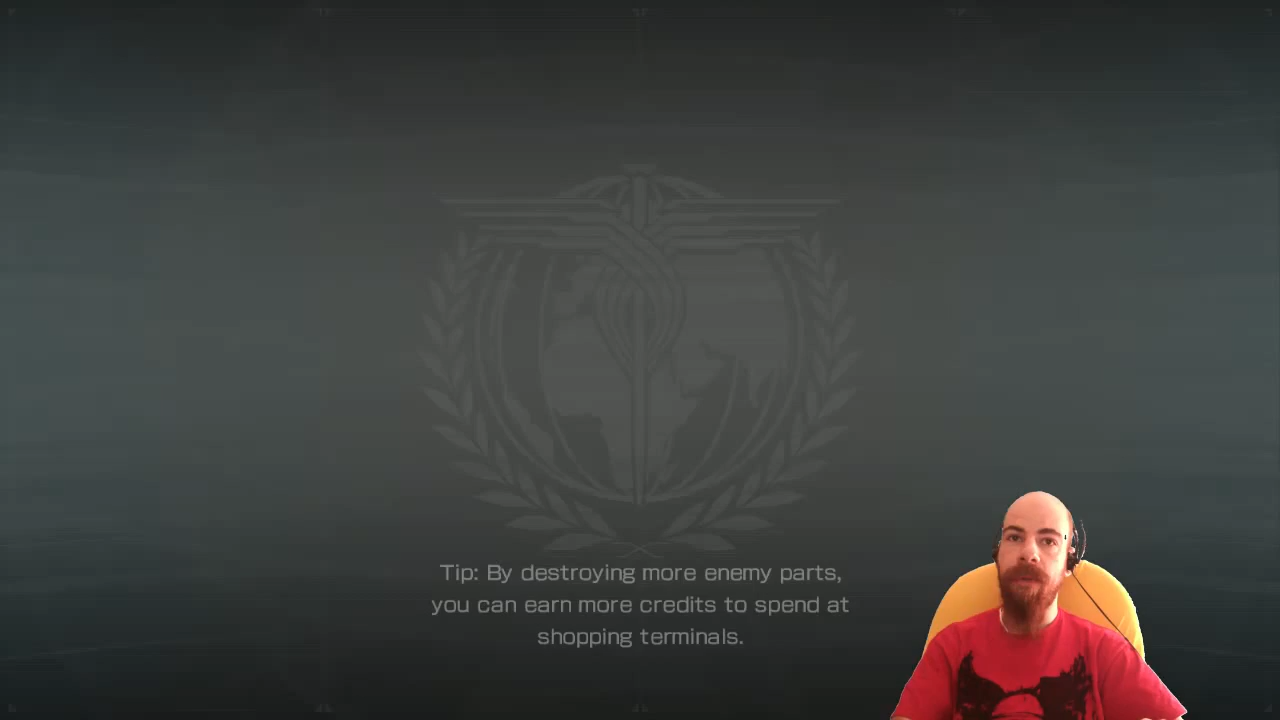 Tip: By destroying more enemy parts,
you can earn more credits to spend at
shopping terminals.